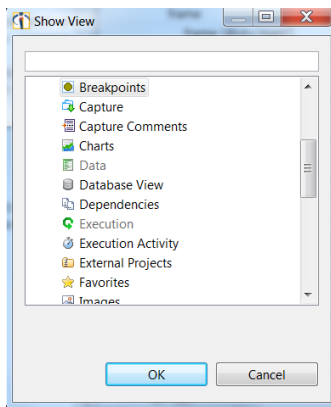 Show View
Breakpoints
Capture
Capture Comments
Charts
Data
Database View
Dependencies
Execution
Execution Activity
External Projects
Favorites
Images
OK
Cancel